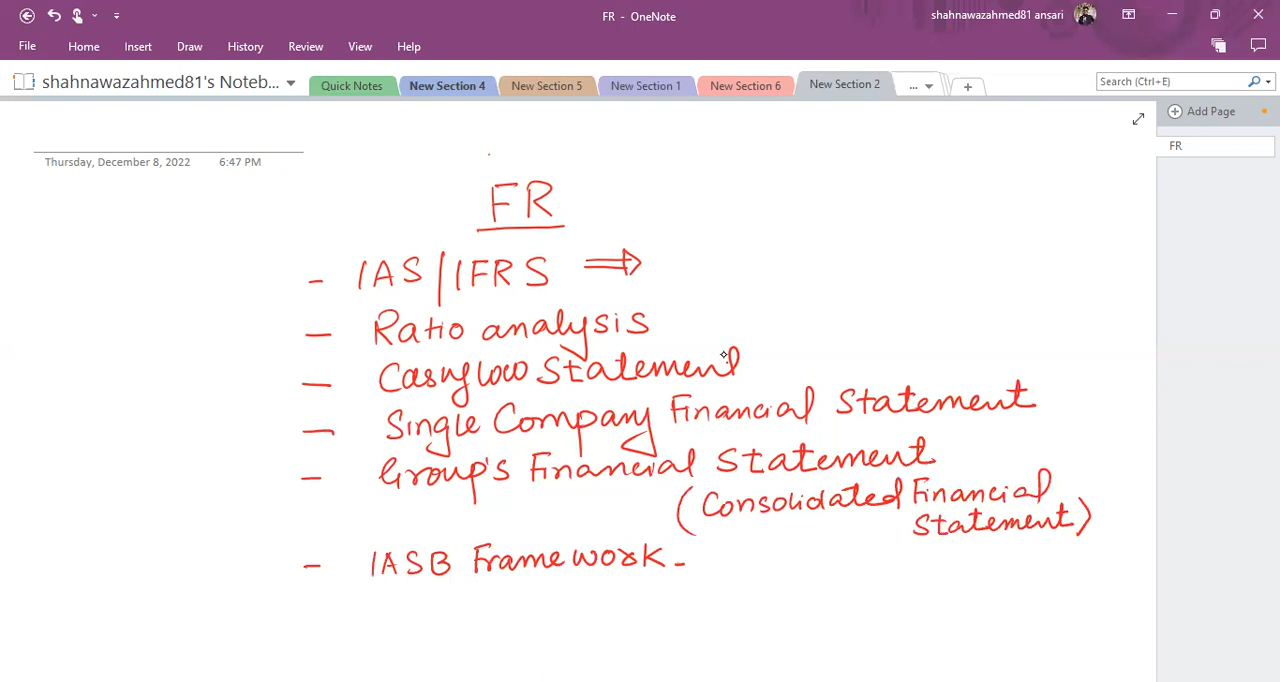 FR - OneNote
shahnawazahmed81 ansari
File Home Insert Draw History Review View Help
shahnawazahmed81's Noteb...
Quick Notes New Section 4 New Section 5 New Section 1 New Section 6 New Section 2 ... +
Search (Ctrl+E)
Add Page
FR
Thursday, December 8, 2022 6:47 PM
FR
- IAS/IFRS ⇒
- Ratio analysis
- Cashflow Statement
- Single Company Financial Statement
- Group's Financial Statement
(Consolidated Financial
Statement)
- IASB Framework -